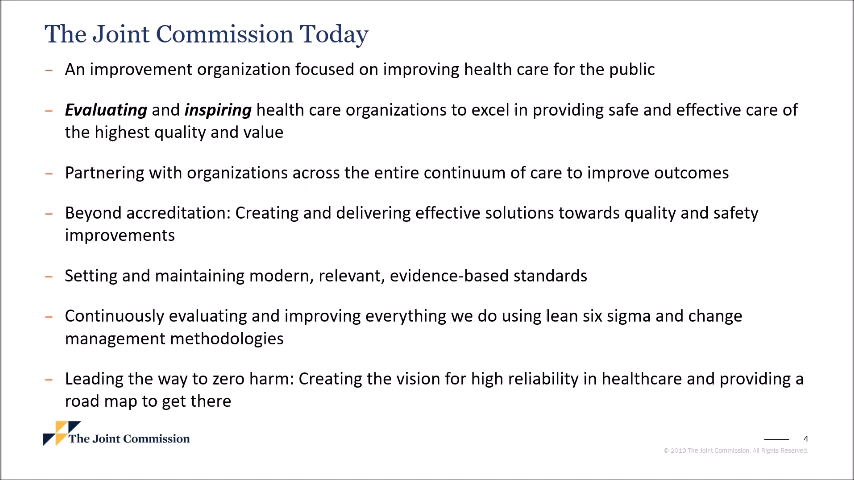 The Joint Commission Today
– An improvement organization focused on improving health care for the public
– Evaluating and inspiring health care organizations to excel in providing safe and effective care of
the highest quality and value
– Partnering with organizations across the entire continuum of care to improve outcomes
– Beyond accreditation: Creating and delivering effective solutions towards quality and safety
improvements
– Setting and maintaining modern, relevant, evidence-based standards
– Continuously evaluating and improving everything we do using lean six sigma and change
management methodologies
– Leading the way to zero harm: Creating the vision for high reliability in healthcare and providing a
road map to get there
The Joint Commission
4
© 2019 The Joint Commission. All Rights Reserved.